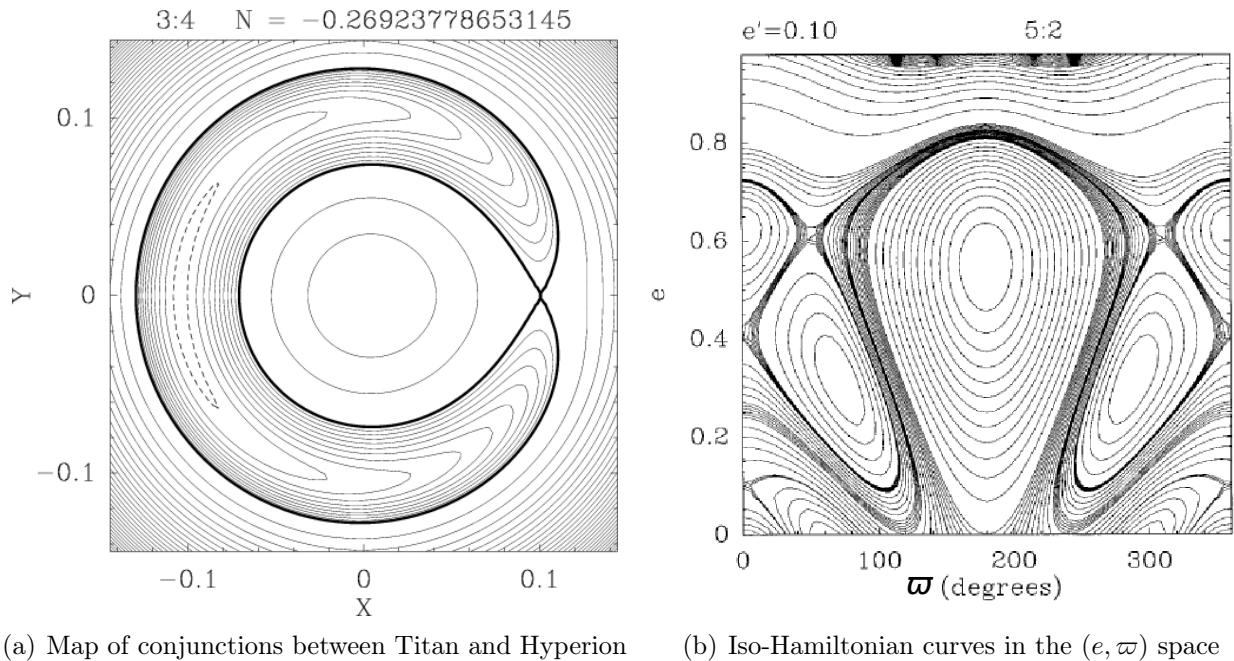 3:4 N = −0.26923778653145
0.1
0
−0.1
Y
−0.1 0 0.1
X
(a) Map of conjunctions between Titan and Hyperion
e'=0.10 5:2
0.8
0.6
0.4
0.2
0
e
0 100 200 300
ϖ (degrees)
(b) Iso-Hamiltonian curves in the (e, ϖ) space